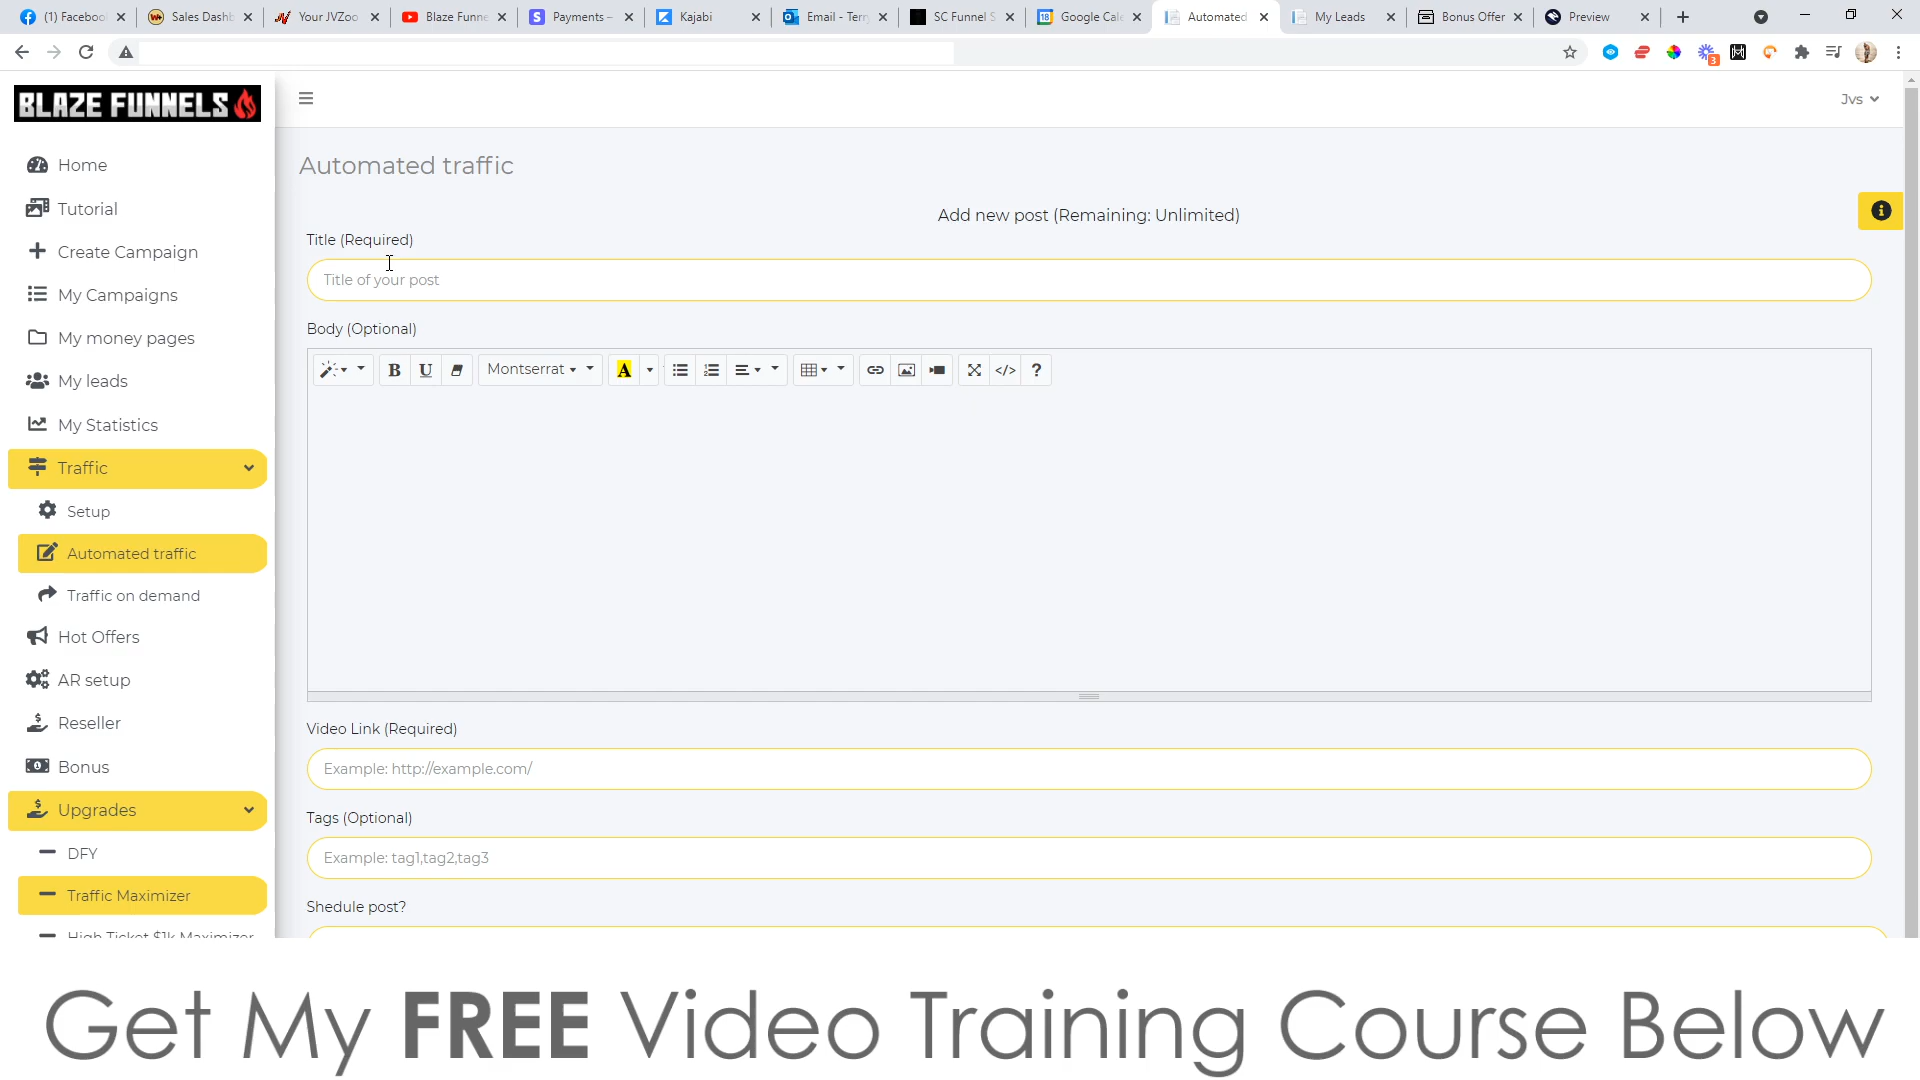 (1) Faceboo
Sales Dashb
Your JVZoo
Blaze Funne
Payments –
Kajabi
Email - Terr
SC Funnel S
Google Cale
Automated
My Leads
Bonus Offer
Preview
3
BLAZE FUNNELS
Jvs
Home
Tutorial
Create Campaign
My Campaigns
My money pages
My leads
My Statistics
Traffic
Setup
Automated traffic
Traffic on demand
Hot Offers
AR setup
Reseller
Bonus
Upgrades
DFY
Traffic Maximizer
High Ticket $1k Maximizer
Automated traffic
Add new post (Remaining: Unlimited)
Title (Required)
Title of your post
Body (Optional)
B U Montserrat A </> ?
Video Link (Required)
Example: http://example.com/
Tags (Optional)
Example: tag1,tag2,tag3
Shedule post?
Get My FREE Video Training Course Below